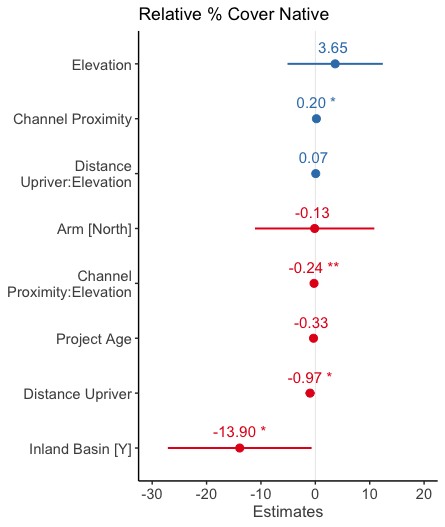 Relative % Cover Native
3.65
Elevation
0.20 *
Channel Proximity
0.07
Distance
Upriver:Elevation
-0.13
Arm [North]
-0.24 **
Channel
Proximity:Elevation
-0.33
Project Age
-0.97 *
Distance Upriver
-13.90 *
Inland Basin [Y]
-30 -20 -10 0 10 20
Estimates